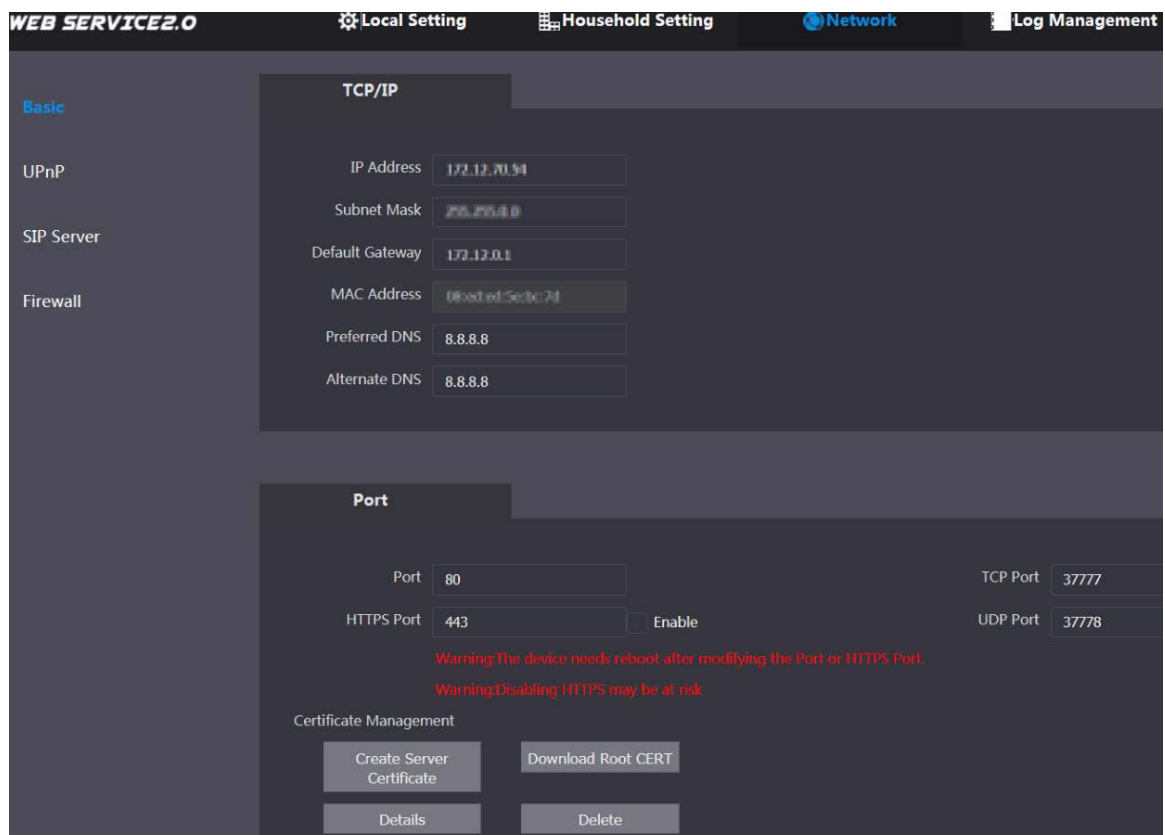 WEB SERVICE2.0
Local Setting
Household Setting
Network
Log Management
Basic
UPnP
SIP Server
Firewall
TCP/IP
IP Address 172.12.70.94
Subnet Mask
Default Gateway 172.12.0.1
MAC Address
Preferred DNS 8.8.8.8
Alternate DNS 8.8.8.8
Port
Port 80
TCP Port 37777
HTTPS Port 443 Enable
UDP Port 37778
Warning:The device needs reboot after modifying the Port or HTTPS Port.
Warning:Disabling HTTPS may be at risk
Certificate Management
Create Server
Certificate
Download Root CERT
Details
Delete